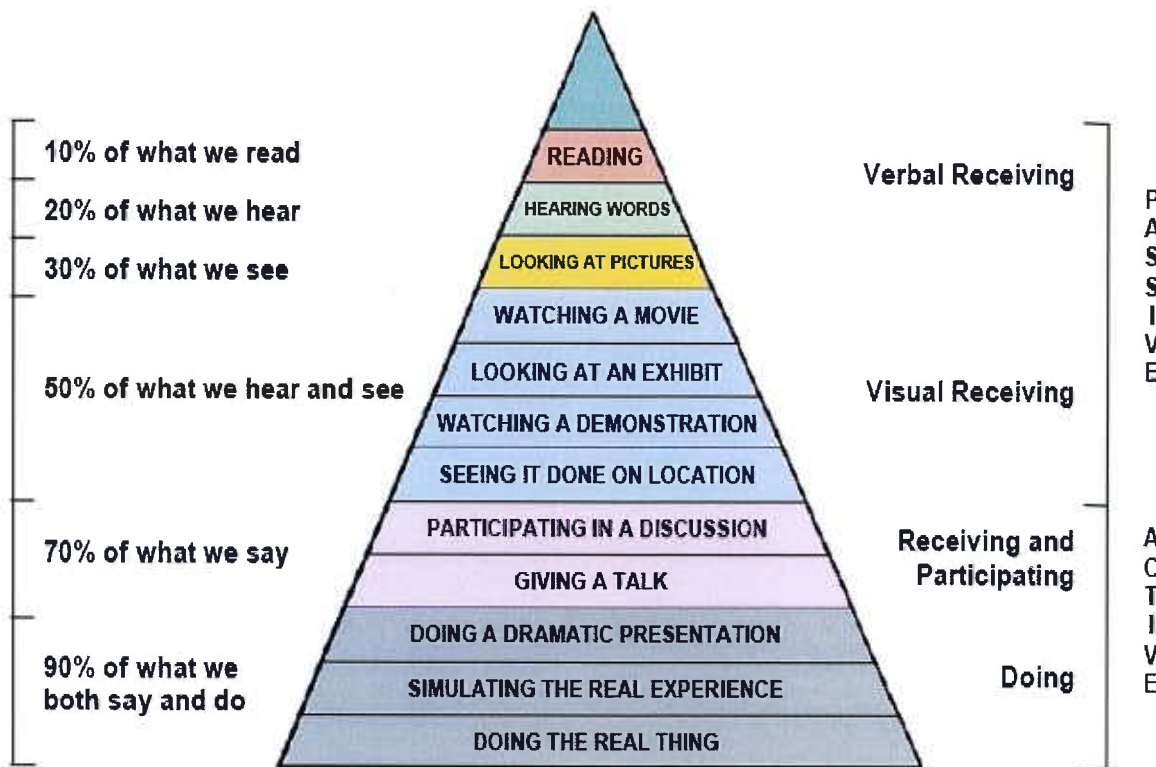 10% of what we read
20% of what we hear
30% of what we see
50% of what we hear and see
70% of what we say
90% of what we
both say and do
READING
HEARING WORDS
LOOKING AT PICTURES
WATCHING A MOVIE
LOOKING AT AN EXHIBIT
WATCHING A DEMONSTRATION
SEEING IT DONE ON LOCATION
PARTICIPATING IN A DISCUSSION
GIVING A TALK
DOING A DRAMATIC PRESENTATION
SIMULATING THE REAL EXPERIENCE
DOING THE REAL THING
Verbal Receiving
Visual Receiving
Receiving and
Participating
Doing
P
A
S
S
I
V
E
A
C
T
I
V
E